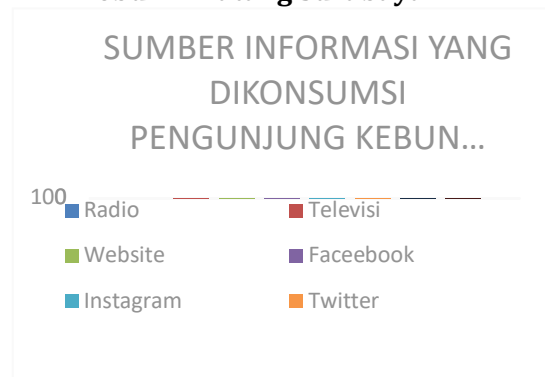 SUMBER INFORMASI YANG
DIKONSUMSI
PENGUNJUNG KEBUN...
100
Radio
Televisi
Website
Faceebook
Instagram
Twitter